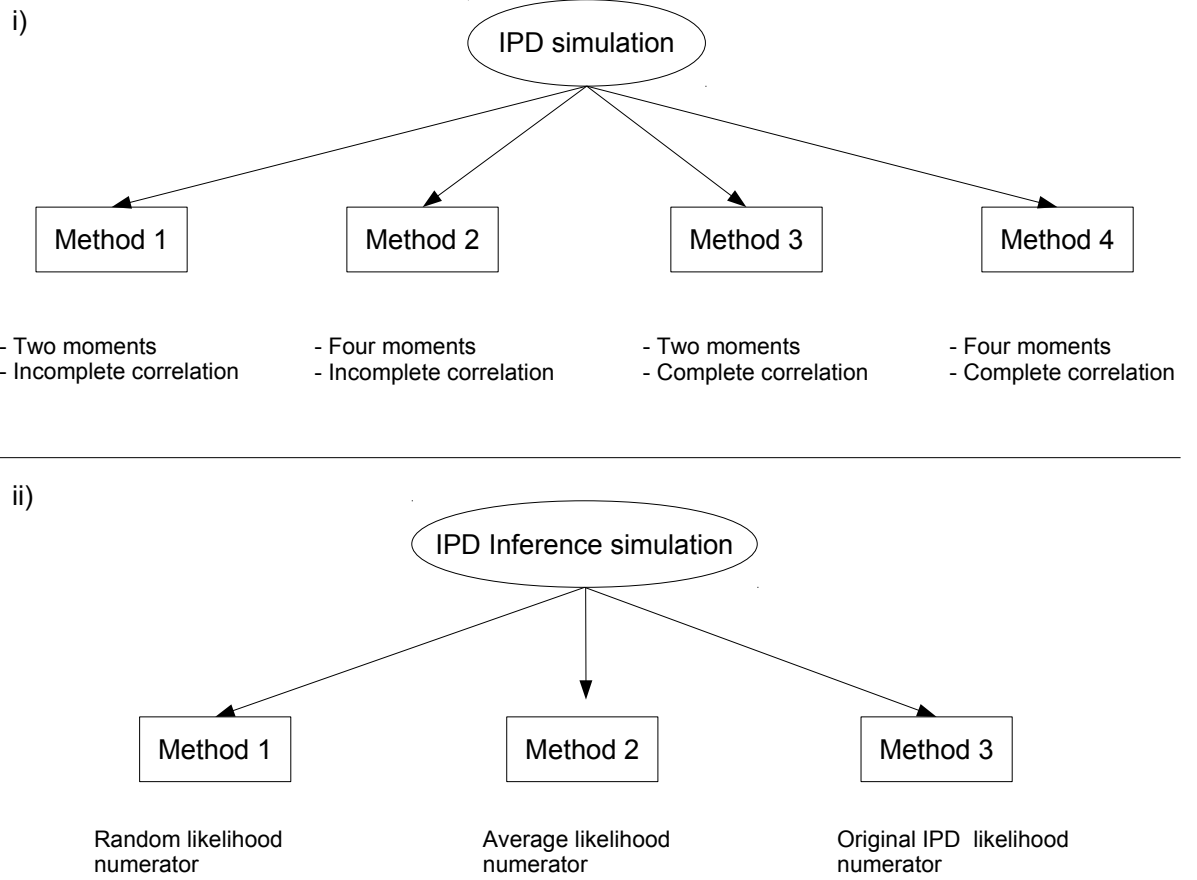 i)
IPD simulation
Method 1
Method 2
Method 3
Method 4
- Two moments
- Incomplete correlation
- Four moments
- Incomplete correlation
- Two moments
- Complete correlation
- Four moments
- Complete correlation
ii)
IPD Inference simulation
Method 1
Method 2
Method 3
Random likelihood
numerator
Average likelihood
numerator
Original IPD likelihood
numerator